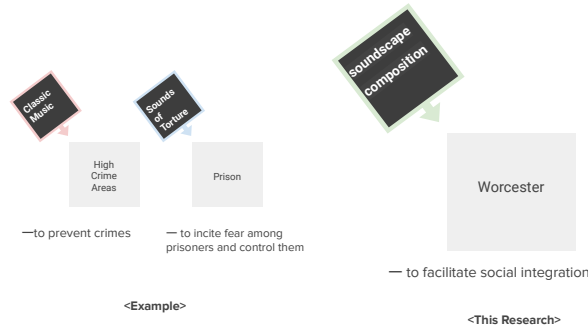 Classic
Music
Sounds
of
Torture
High
Crime
Areas
Prison
—to prevent crimes
— to incite fear among
prisoners and control them
<Example>
soundscape
composition
Worcester
— to facilitate social integration
<This Research>